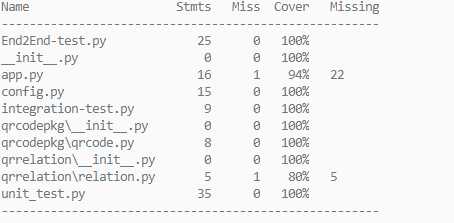 Name Stmts Miss Cover Missing
-----------------------------------------------------
End2End-test.py 25 0 100%
__init__.py 0 0 100%
app.py 16 1 94% 22
config.py 15 0 100%
integration-test.py 9 0 100%
qrcodepkg\__init__.py 0 0 100%
qrcodepkg\qrcode.py 8 0 100%
qrrelation\__init__.py 0 0 100%
qrrelation\relation.py 5 1 80% 5
unit_test.py 35 0 100%
-----------------------------------------------------